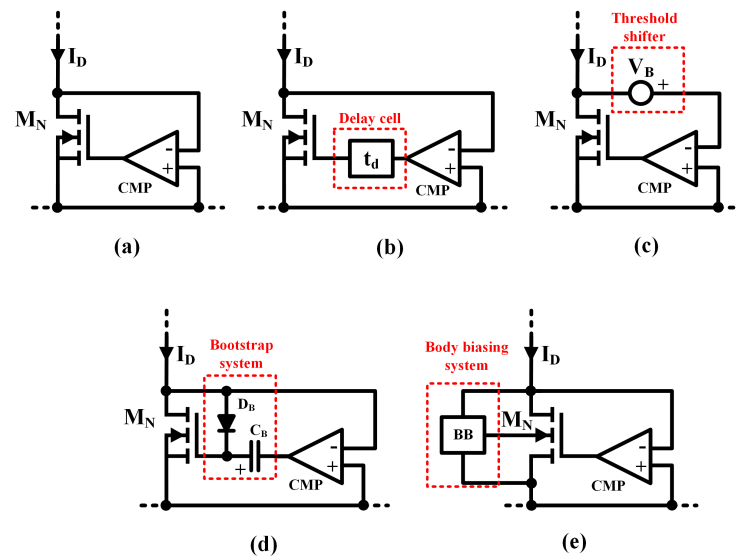 I_D
M_N
-
+
CMP
(a)
I_D
M_N
Delay cell
t_d
-
+
CMP
(b)
Threshold
shifter
I_D
V_B
+
M_N
-
+
CMP
(c)
I_D
Bootstrap
system
M_N
D_B
C_B
+
-
+
CMP
(d)
Body biasing
system
I_D
BB
M_N
-
+
CMP
(e)